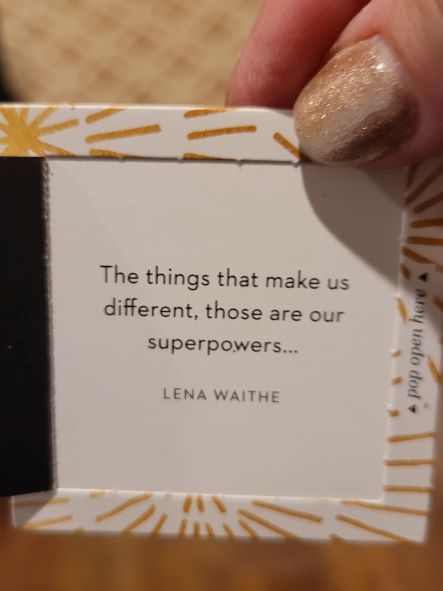 The things that make us
different, those are our
superpowers...
LENA WAITHE
▲ pop open here ▲